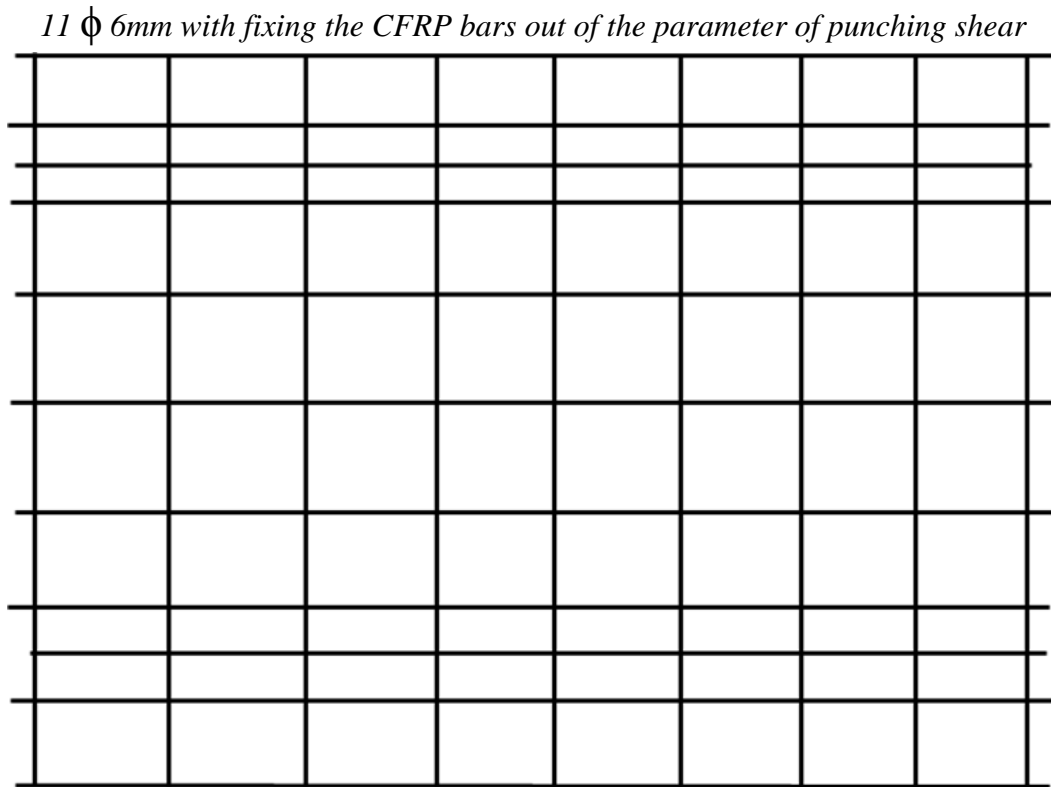 11 ϕ 6mm with fixing the CFRP bars out of the parameter of punching shear